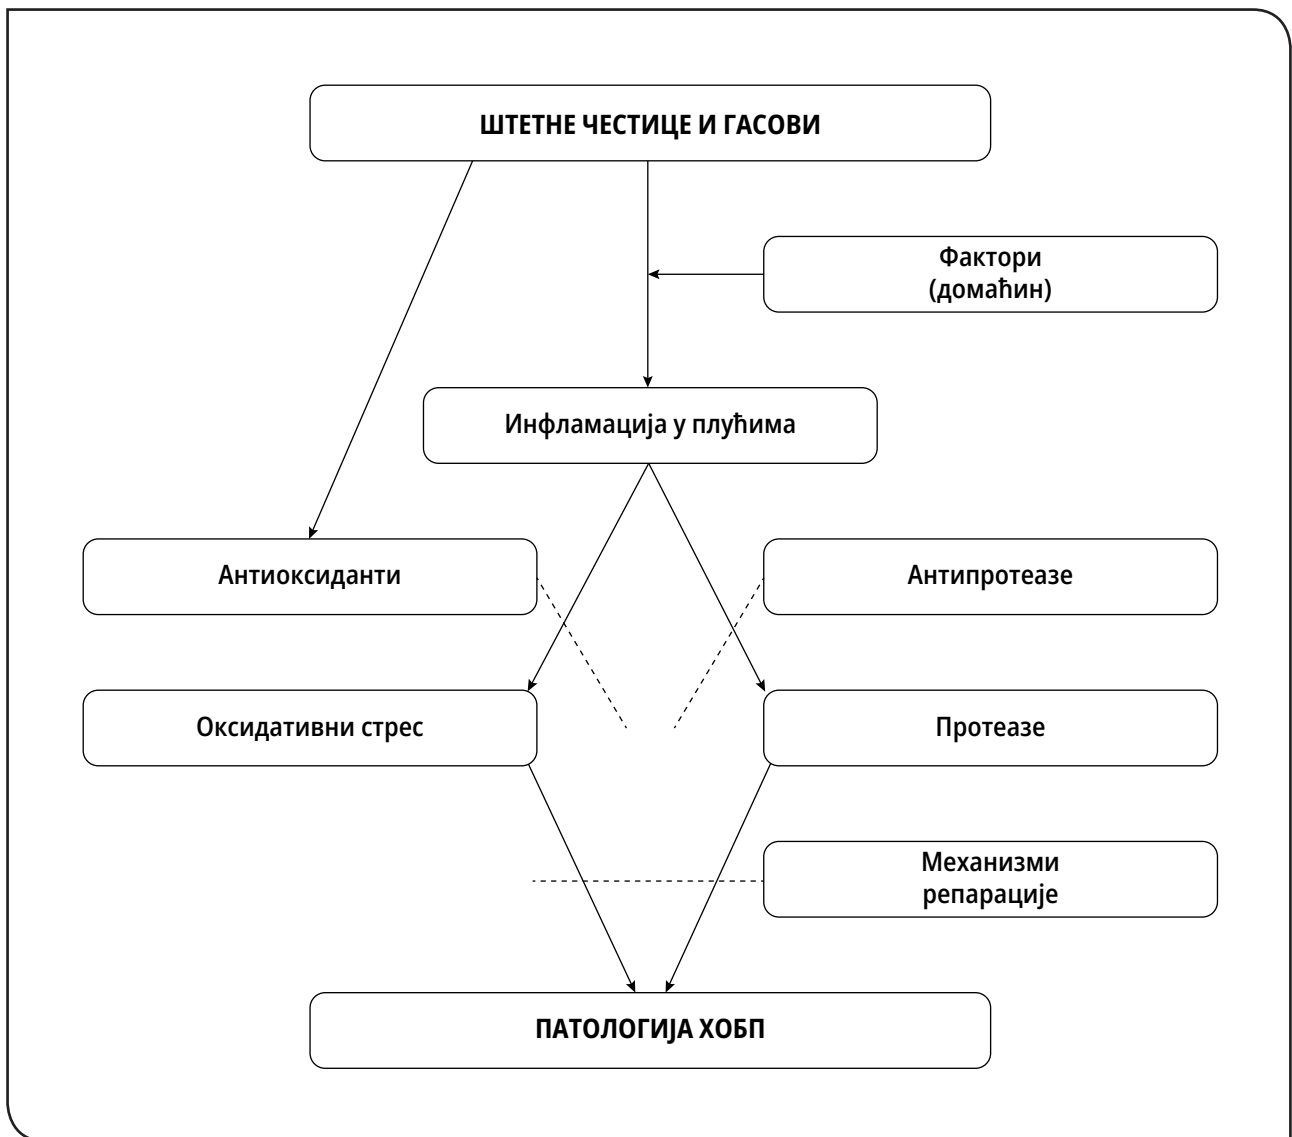 ШТЕТНЕ ЧЕСТИЦЕ И ГАСОВИ
Фактори
(домаћин)
Инфламација у плућима
Антиоксиданти
Антипротеазе
Оксидативни стрес
Протеазе
Механизми
репарације
ПАТОЛОГИЈА ХОБП